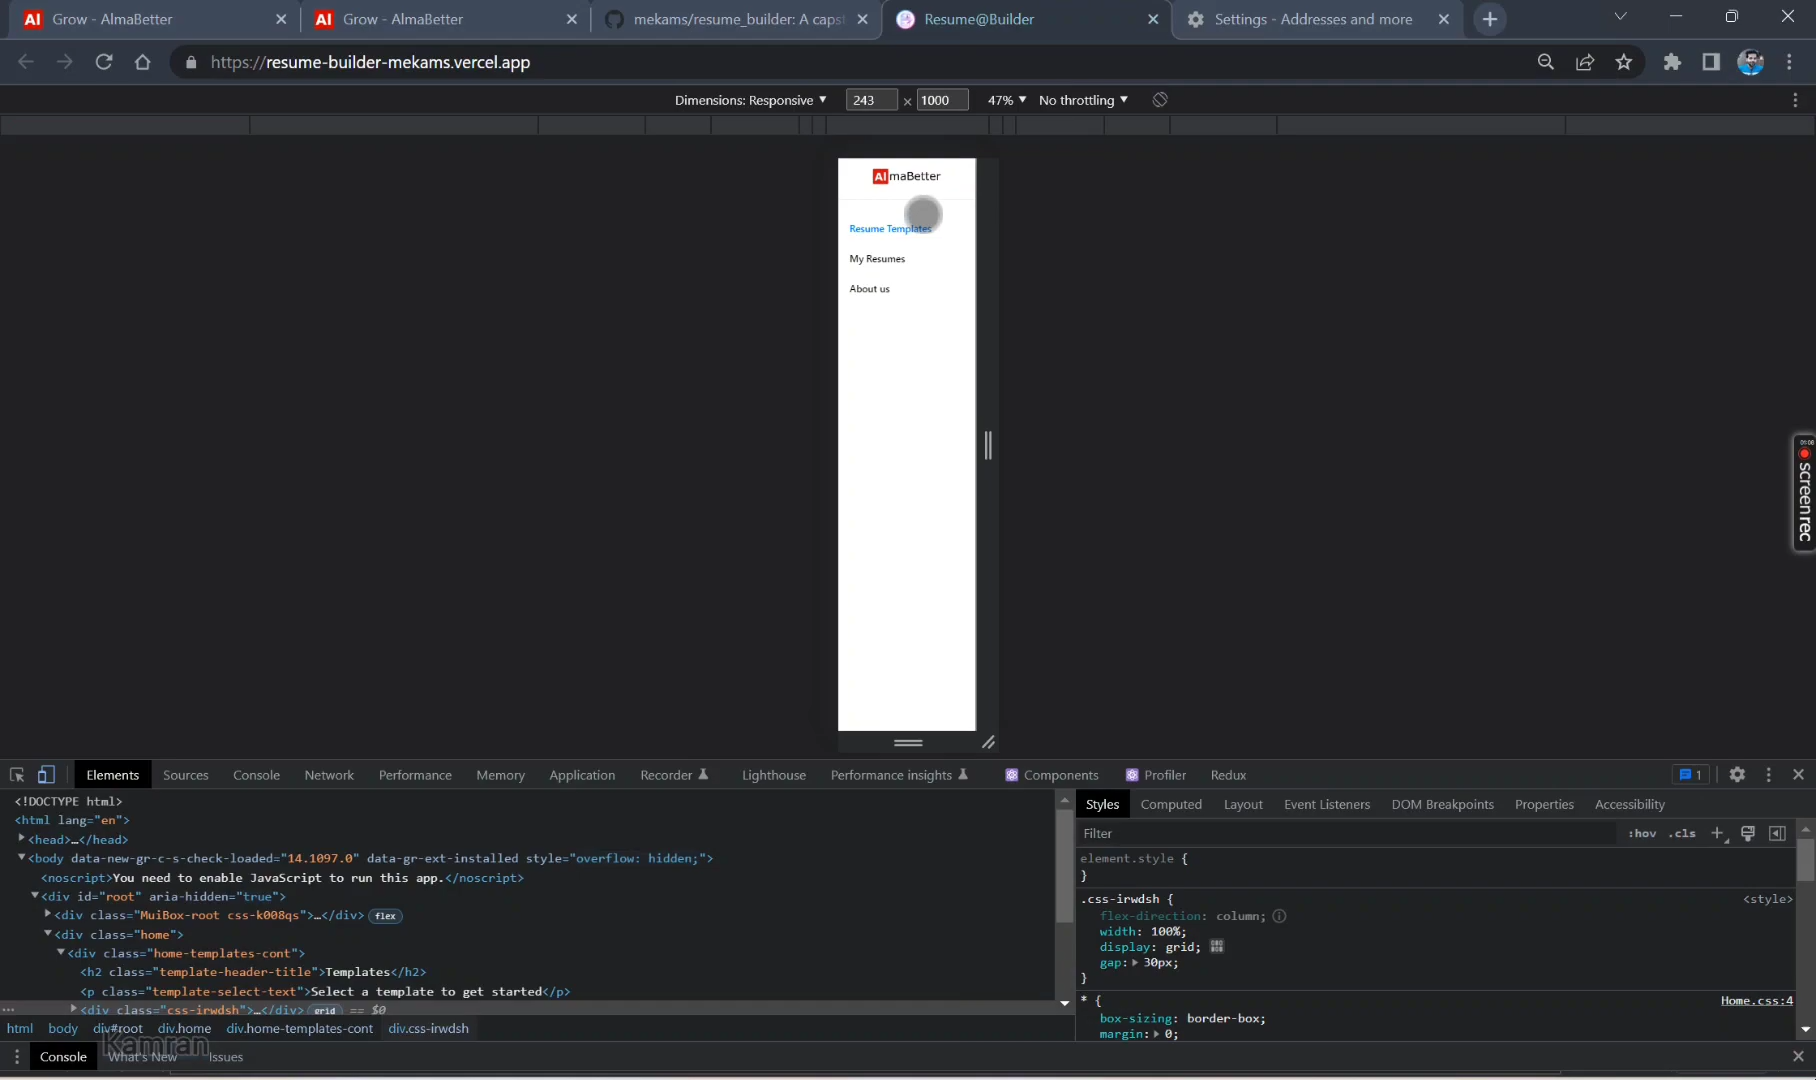 Grow - AlmaBetter
Grow - AlmaBetter
mekams/resume_builder: A capst
Resume@Builder
Settings - Addresses and more
https://resume-builder-mekams.vercel.app
Dimensions: Responsive
243
×
1000
47%
No throttling
AlmaBetter
Resume Templates
My Resumes
About us
01:08
screenrec
Elements
Sources
Console
Network
Performance
Memory
Application
Recorder
Lighthouse
Performance insights
Components
Profiler
Redux
1
<!DOCTYPE html>
<html lang="en">
<head>…</head>
<body data-new-gr-c-s-check-loaded="14.1097.0" data-gr-ext-installed style="overflow: hidden;">
<noscript>You need to enable JavaScript to run this app.</noscript>
<div id="root" aria-hidden="true">
<div class="MuiBox-root css-k008qs">…</div> flex
<div class="home">
<div class="home-templates-cont">
<h2 class="template-header-title">Templates</h2>
<p class="template-select-text">Select a template to get started</p>
<div class="css-irwdsh">…</div> grid == $0
html
body
div#root
div.home
div.home-templates-cont
div.css-irwdsh
Styles
Computed
Layout
Event Listeners
DOM Breakpoints
Properties
Accessibility
Filter
:hov
.cls
element.style {
}
.css-irwdsh {
<style>
flex-direction: column;
width: 100%;
display: grid;
gap: 30px;
}
* {
Home.css:4
box-sizing: border-box;
margin: 0;
Console
What's New
Issues
Kamran